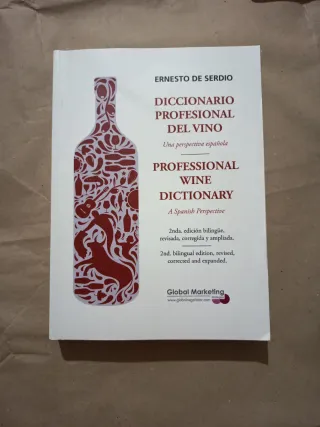 ERNESTO DE SERDIO
DICCIONARIO
PROFESIONAL
DEL VINO
Una perspectiva española
PROFESSIONAL
WINE
DICTIONARY
A Spanish Perspective
2nda. edición bilingüe,
revisada, corregida y ampliada.
2nd. bilingual edition, revised,
corrected and expanded.
Global Marketing